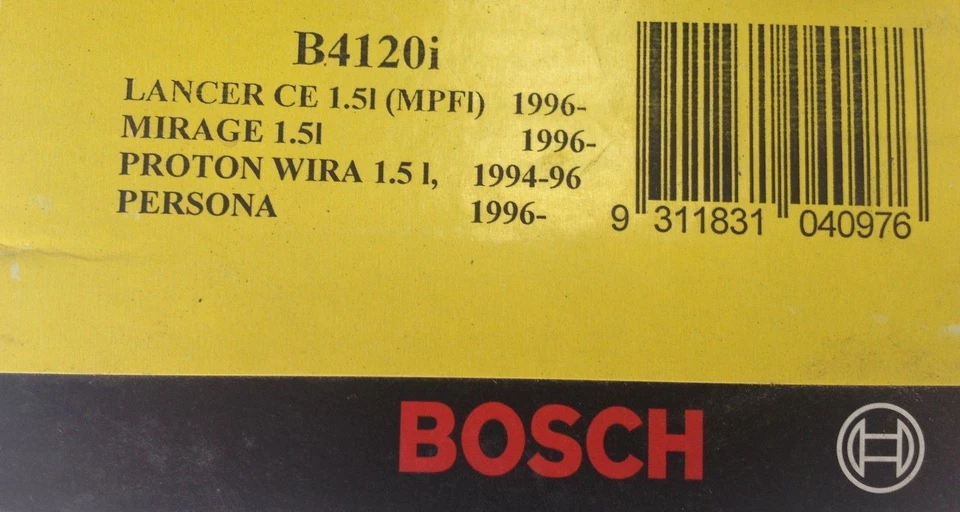 B4120i
LANCER CE 1.5l (MPFl) 1996-
MIRAGE 1.5l 1996-
PROTON WIRA 1.5 l, 1994-96
PERSONA 1996-
9 311831 040976
BOSCH